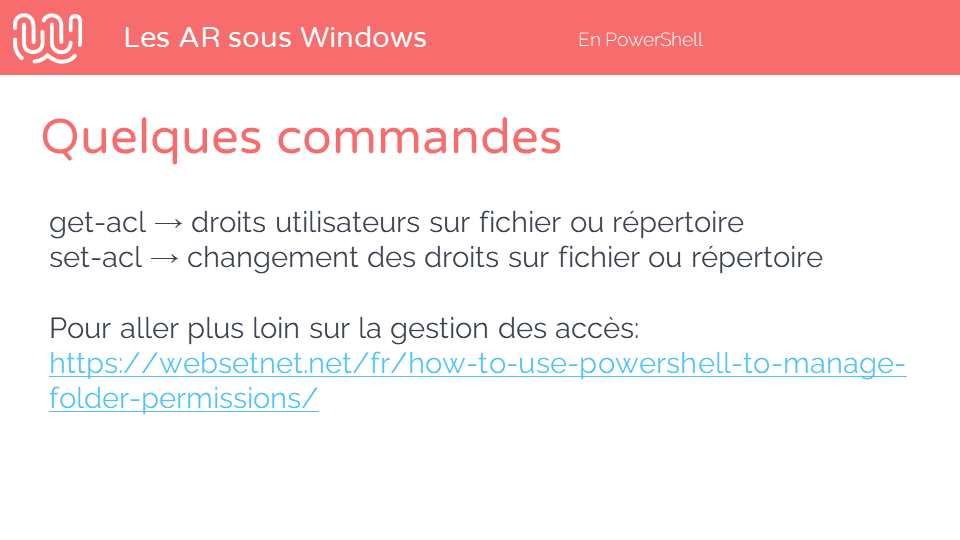 Les AR sous Windows
En PowerShell
Quelques commandes
get-acl → droits utilisateurs sur fichier ou répertoire
set-acl → changement des droits sur fichier ou répertoire
Pour aller plus loin sur la gestion des accès:
https://websetnet.net/fr/how-to-use-powershell-to-manage-
folder-permissions/